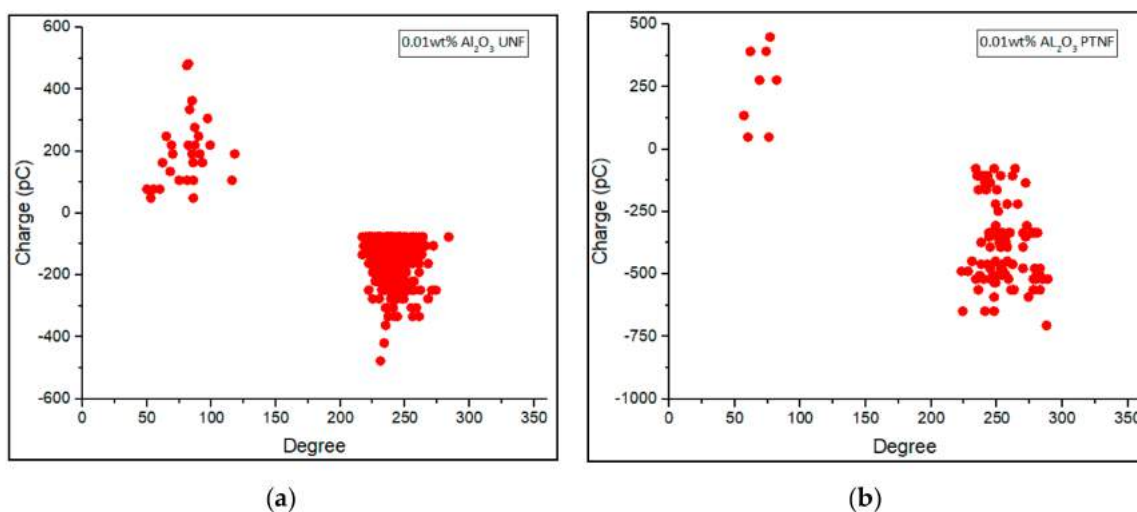 0.01wt% Al₂O₃ UNF
600
400
200
0
-200
-400
-600
Charge (pC)
0 50 100 150 200 250 300 350
Degree
(a)
0.01wt% AL₂O₃ PTNF
500
250
0
-250
-500
-750
-1000
Charge (pC)
0 50 100 150 200 250 300 350
Degree
(b)